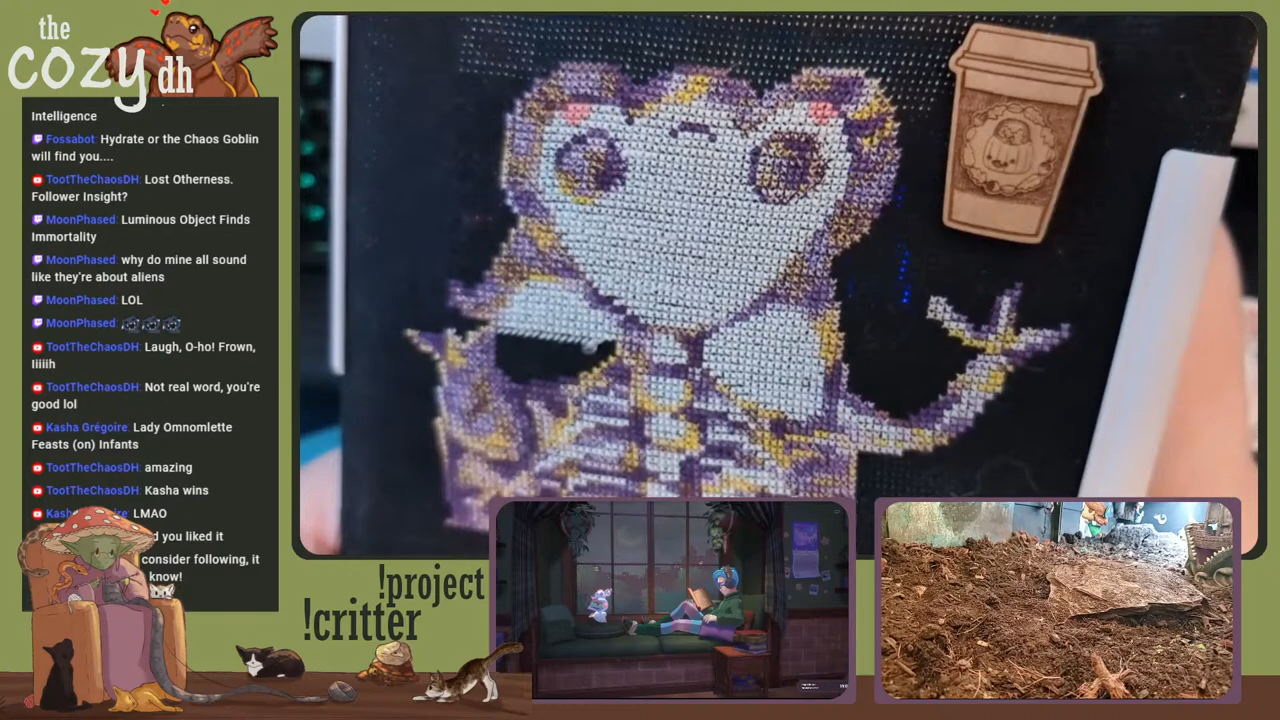 the
cozy dh
Intelligence
Fossabot: Hydrate or the Chaos Goblin
will find you....
TootTheChaosDH: Lost Otherness.
Follower Insight?
MoonPhased: Luminous Object Finds
Immortality
MoonPhased: why do mine all sound
like they're about aliens
MoonPhased: LOL
MoonPhased:
TootTheChaosDH: Laugh, O-ho! Frown,
Iiiiih
TootTheChaosDH: Not real word, you're
good lol
Kasha Grégoire: Lady Omnomlette
Feasts (on) Infants
TootTheChaosDH: amazing
TootTheChaosDH: Kasha wins
LMAO
you liked it
consider following, it
know!
!project
!critter